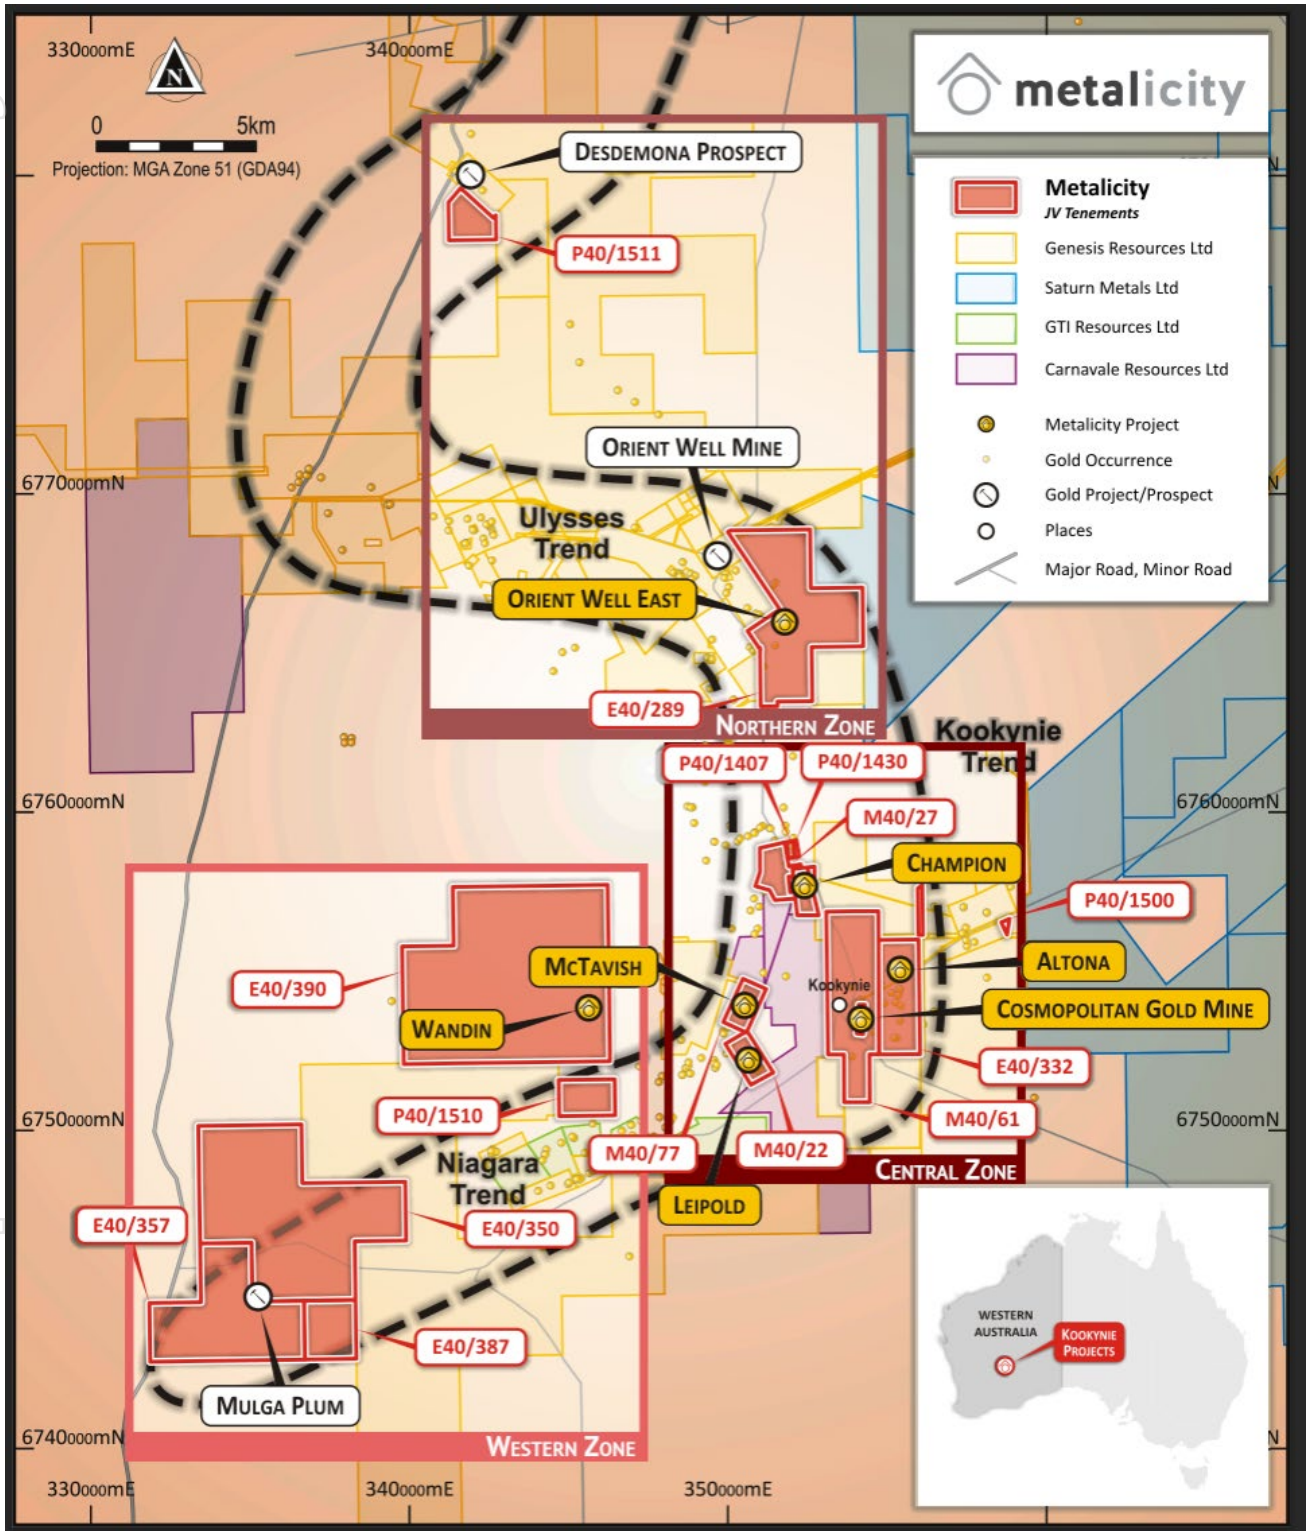 330000mE
340000mE
N
0 5km
Projection: MGA Zone 51 (GDA94)
metalicity
Metalicity
JV Tenements
Genesis Resources Ltd
Saturn Metals Ltd
GTI Resources Ltd
Carnavale Resources Ltd
Metalicity Project
Gold Occurrence
Gold Project/Prospect
Places
Major Road, Minor Road
DESDEMONA PROSPECT
P40/1511
ORIENT WELL MINE
6770000mN
Ulysses
Trend
ORIENT WELL EAST
E40/289
NORTHERN ZONE
Kookynie
Trend
P40/1407
P40/1430
6760000mN
6760000mN
M40/27
CHAMPION
P40/1500
MCTAVISH
ALTONA
E40/390
Kookynie
COSMOPOLITAN GOLD MINE
WANDIN
E40/332
P40/1510
M40/61
6750000mN
6750000mN
M40/77
M40/22
Niagara
Trend
CENTRAL ZONE
LEIPOLD
E40/357
E40/350
E40/387
MULGA PLUM
WESTERN ZONE
6740000mN
N
WESTERN
AUSTRALIA
KOOKYNIE
PROJECTS
330000mE
340000mE
350000mE